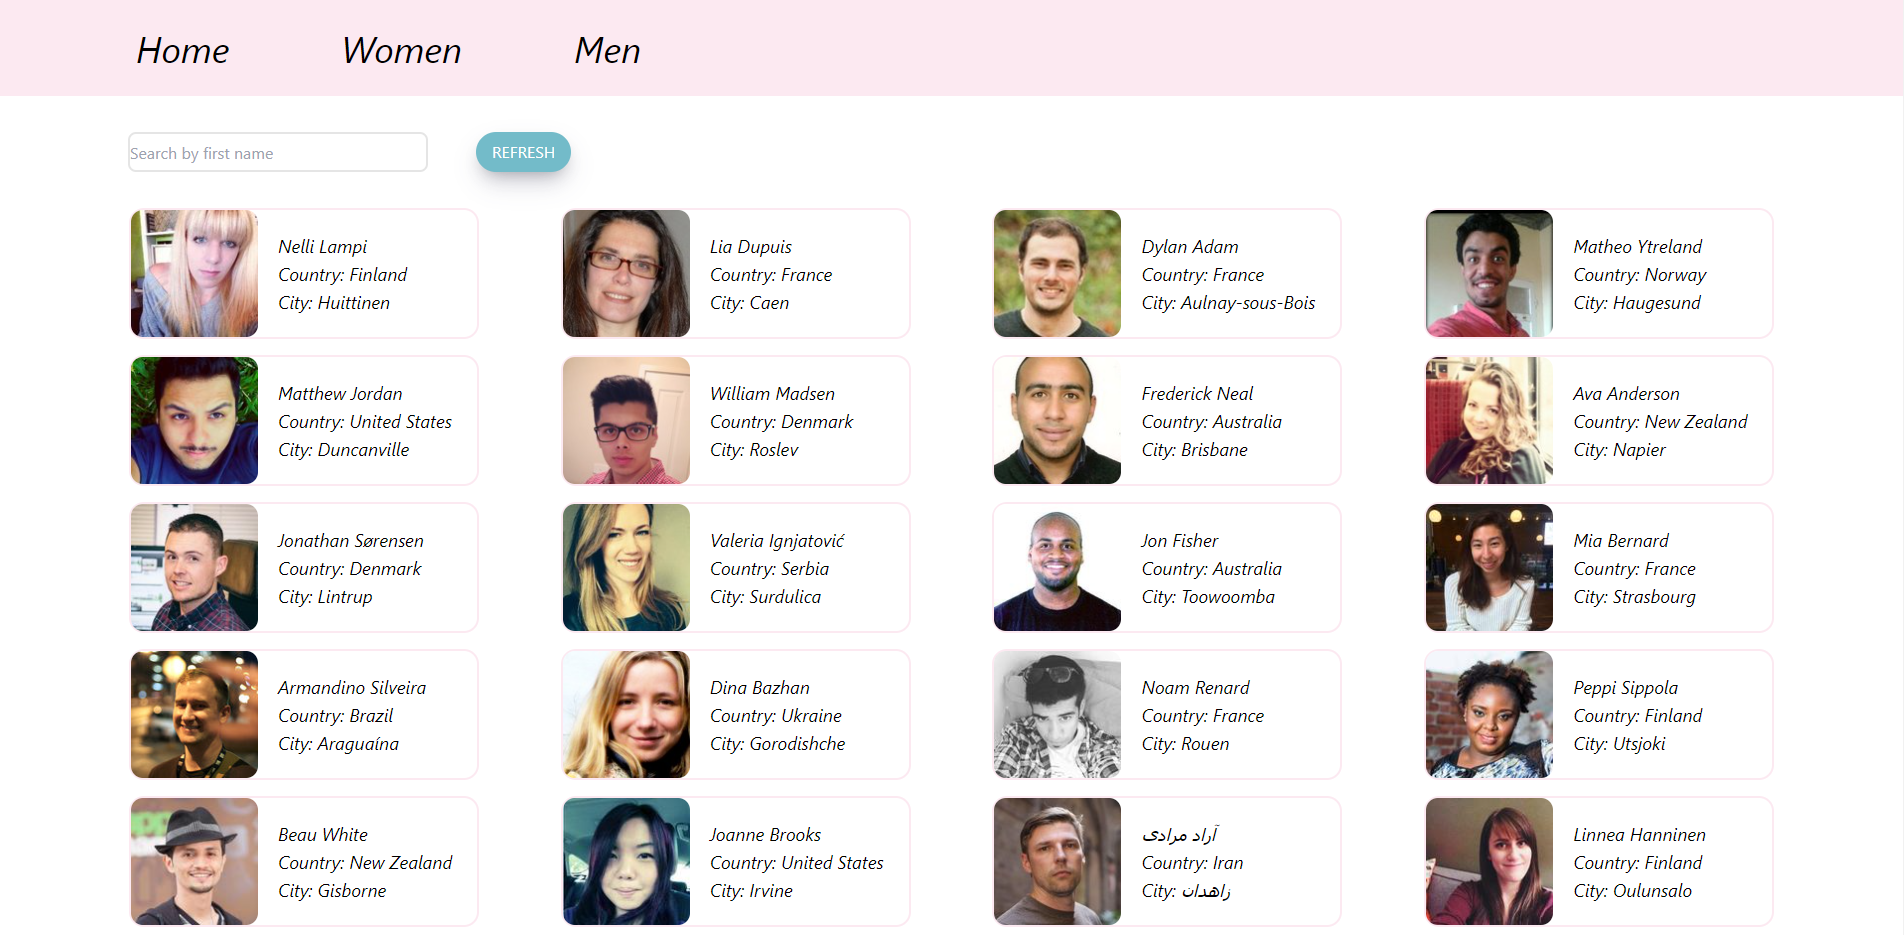 Home Women Men
Search by first name REFRESH
Nelli Lampi
Country: Finland
City: Huittinen
Lia Dupuis
Country: France
City: Caen
Dylan Adam
Country: France
City: Aulnay-sous-Bois
Matheo Ytreland
Country: Norway
City: Haugesund
Matthew Jordan
Country: United States
City: Duncanville
William Madsen
Country: Denmark
City: Roslev
Frederick Neal
Country: Australia
City: Brisbane
Ava Anderson
Country: New Zealand
City: Napier
Jonathan Sørensen
Country: Denmark
City: Lintrup
Valeria Ignjatović
Country: Serbia
City: Surdulica
Jon Fisher
Country: Australia
City: Toowoomba
Mia Bernard
Country: France
City: Strasbourg
Armandino Silveira
Country: Brazil
City: Araguaína
Dina Bazhan
Country: Ukraine
City: Gorodishche
Noam Renard
Country: France
City: Rouen
Peppi Sippola
Country: Finland
City: Utsjoki
Beau White
Country: New Zealand
City: Gisborne
Joanne Brooks
Country: United States
City: Irvine
آراد مرادی
Country: Iran
City: زاهدان
Linnea Hanninen
Country: Finland
City: Oulunsalo